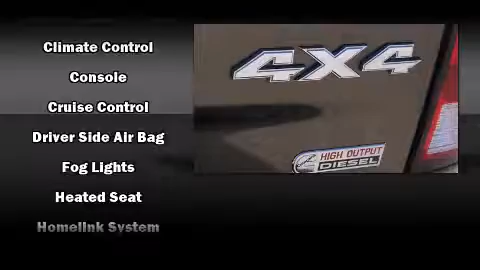 Climate Control
Console
Cruise Control
Driver Side Air Bag
Fog Lights
Heated Seat
Homelink System
4X4
HIGH OUTPUT
DIESEL